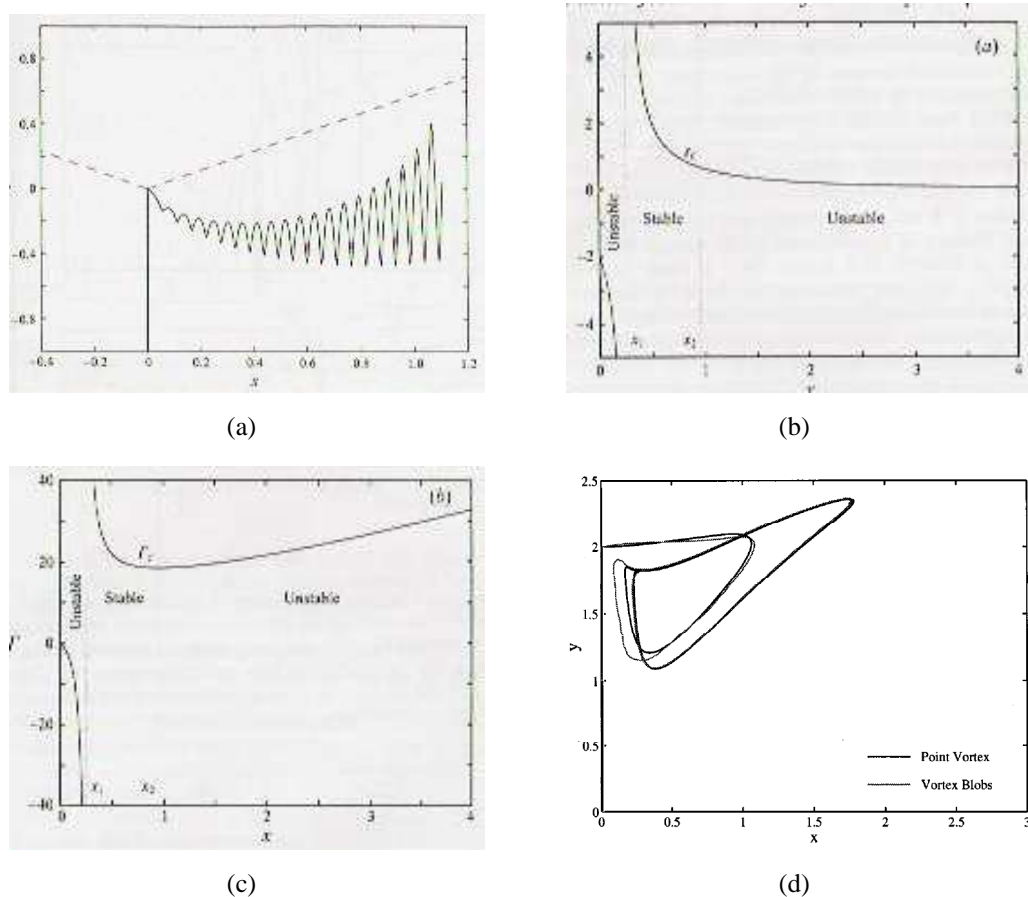 0.8
0.4
0
-0.4
-0.8
-0.6 -0.2 0 0.2 0.4 0.6 0.8 1.0 1.2
x
(a)
(a)
4
2
0
-2
-4
Γc
Unstable
Stable
Unstable
x1 x2
0 1 2 3 4
(b)
40
20
0
-20
-40
(b)
Γc
Unstable
Stable
Unstable
Γ
x1 x2
0 1 2 3 4
x
(c)
2.5
2
1.5
1
0.5
0
y
Point Vortex
Vortex Blobs
0 0.5 1 1.5 2 2.5 3
x
(d)